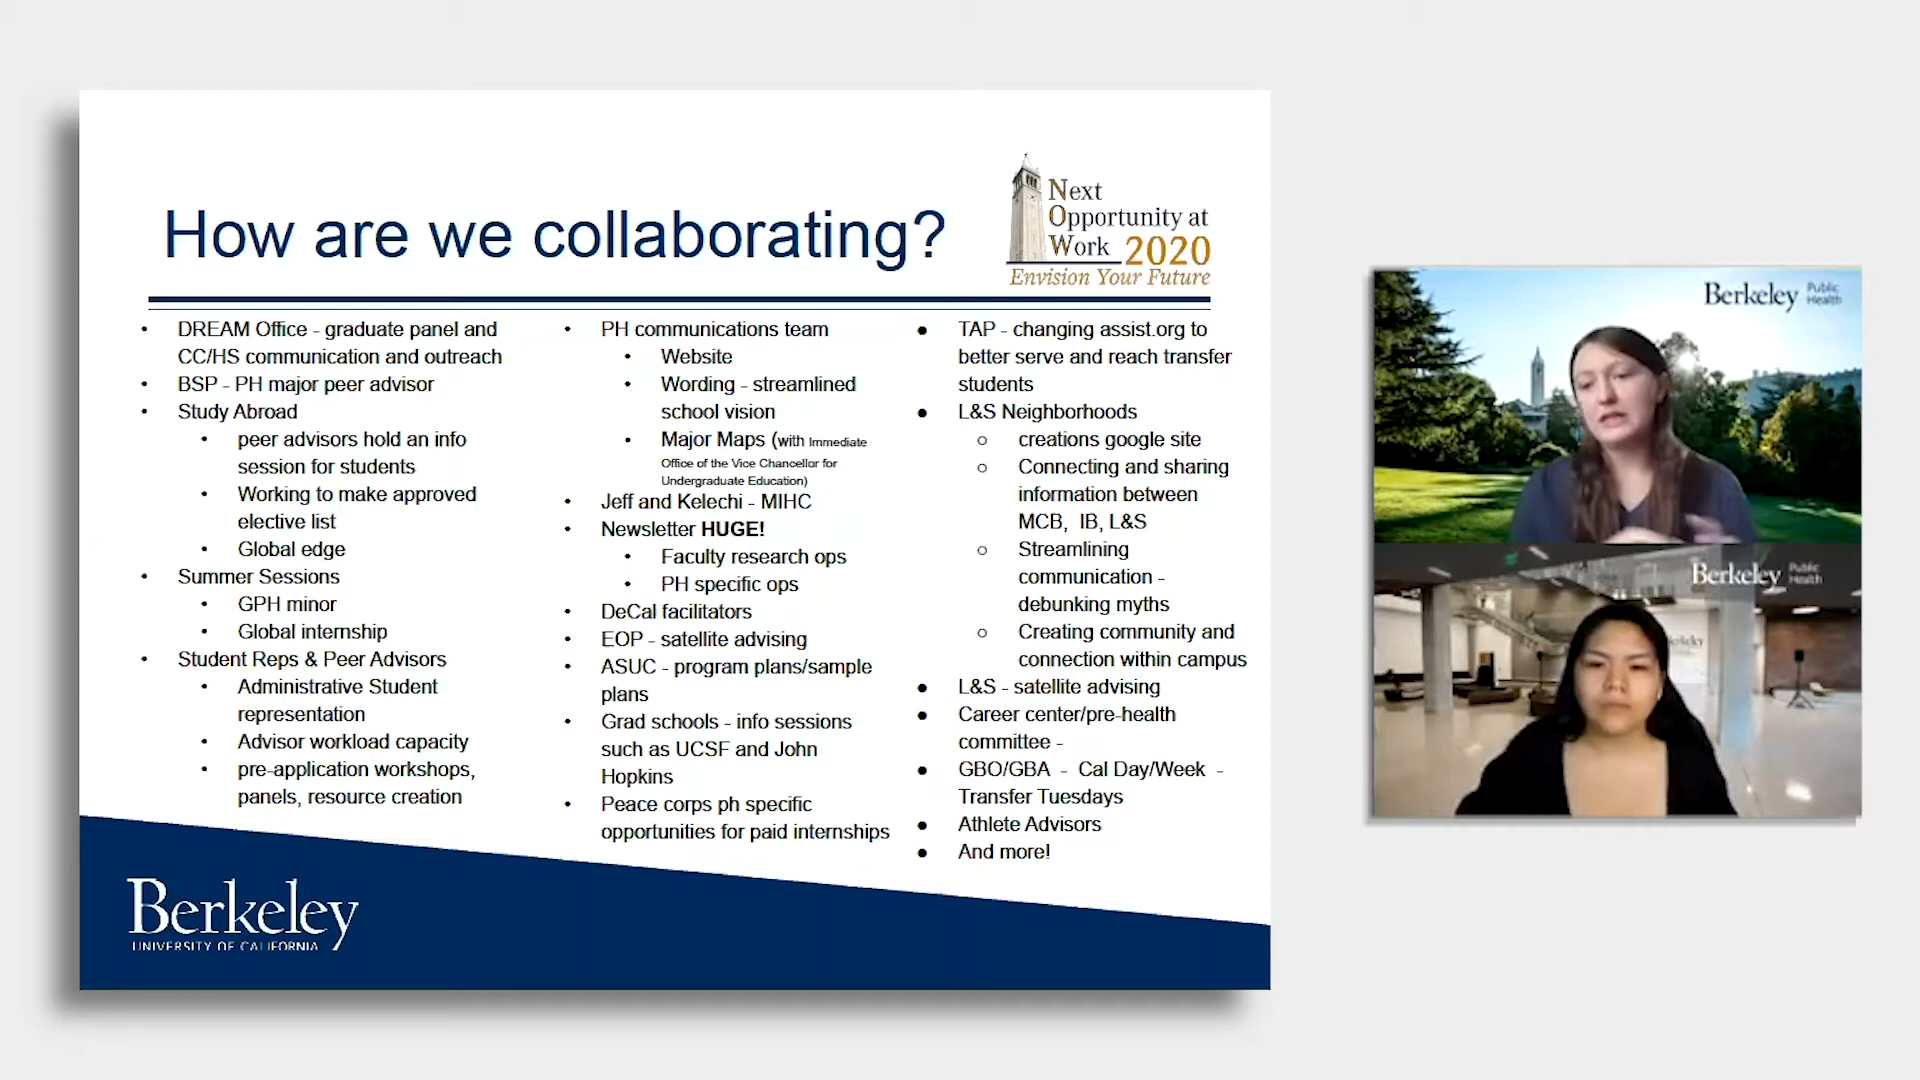 How are we collaborating?
Next
Opportunity at
Work 2020
Envision Your Future
• DREAM Office - graduate panel and
CC/HS communication and outreach
• BSP - PH major peer advisor
• Study Abroad
• peer advisors hold an info
session for students
• Working to make approved
elective list
• Global edge
• Summer Sessions
• GPH minor
• Global internship
• Student Reps & Peer Advisors
• Administrative Student
representation
• Advisor workload capacity
• pre-application workshops,
panels, resource creation
• PH communications team
• Website
• Wording - streamlined
school vision
• Major Maps (with Immediate
Office of the Vice Chancellor for
Undergraduate Education)
• Jeff and Kelechi - MIHC
• Newsletter HUGE!
• Faculty research ops
• PH specific ops
• DeCal facilitators
• EOP - satellite advising
• ASUC - program plans/sample
plans
• Grad schools - info sessions
such as UCSF and John
Hopkins
• Peace corps ph specific
opportunities for paid internships
● TAP - changing assist.org to
better serve and reach transfer
students
● L&S Neighborhoods
○ creations google site
○ Connecting and sharing
information between
MCB, IB, L&S
○ Streamlining
communication -
debunking myths
○ Creating community and
connection within campus
● L&S - satellite advising
● Career center/pre-health
committee -
● GBO/GBA - Cal Day/Week -
Transfer Tuesdays
● Athlete Advisors
● And more!
Berkeley
UNIVERSITY OF CALIFORNIA
Berkeley Public
Health
Berkeley Public
Health